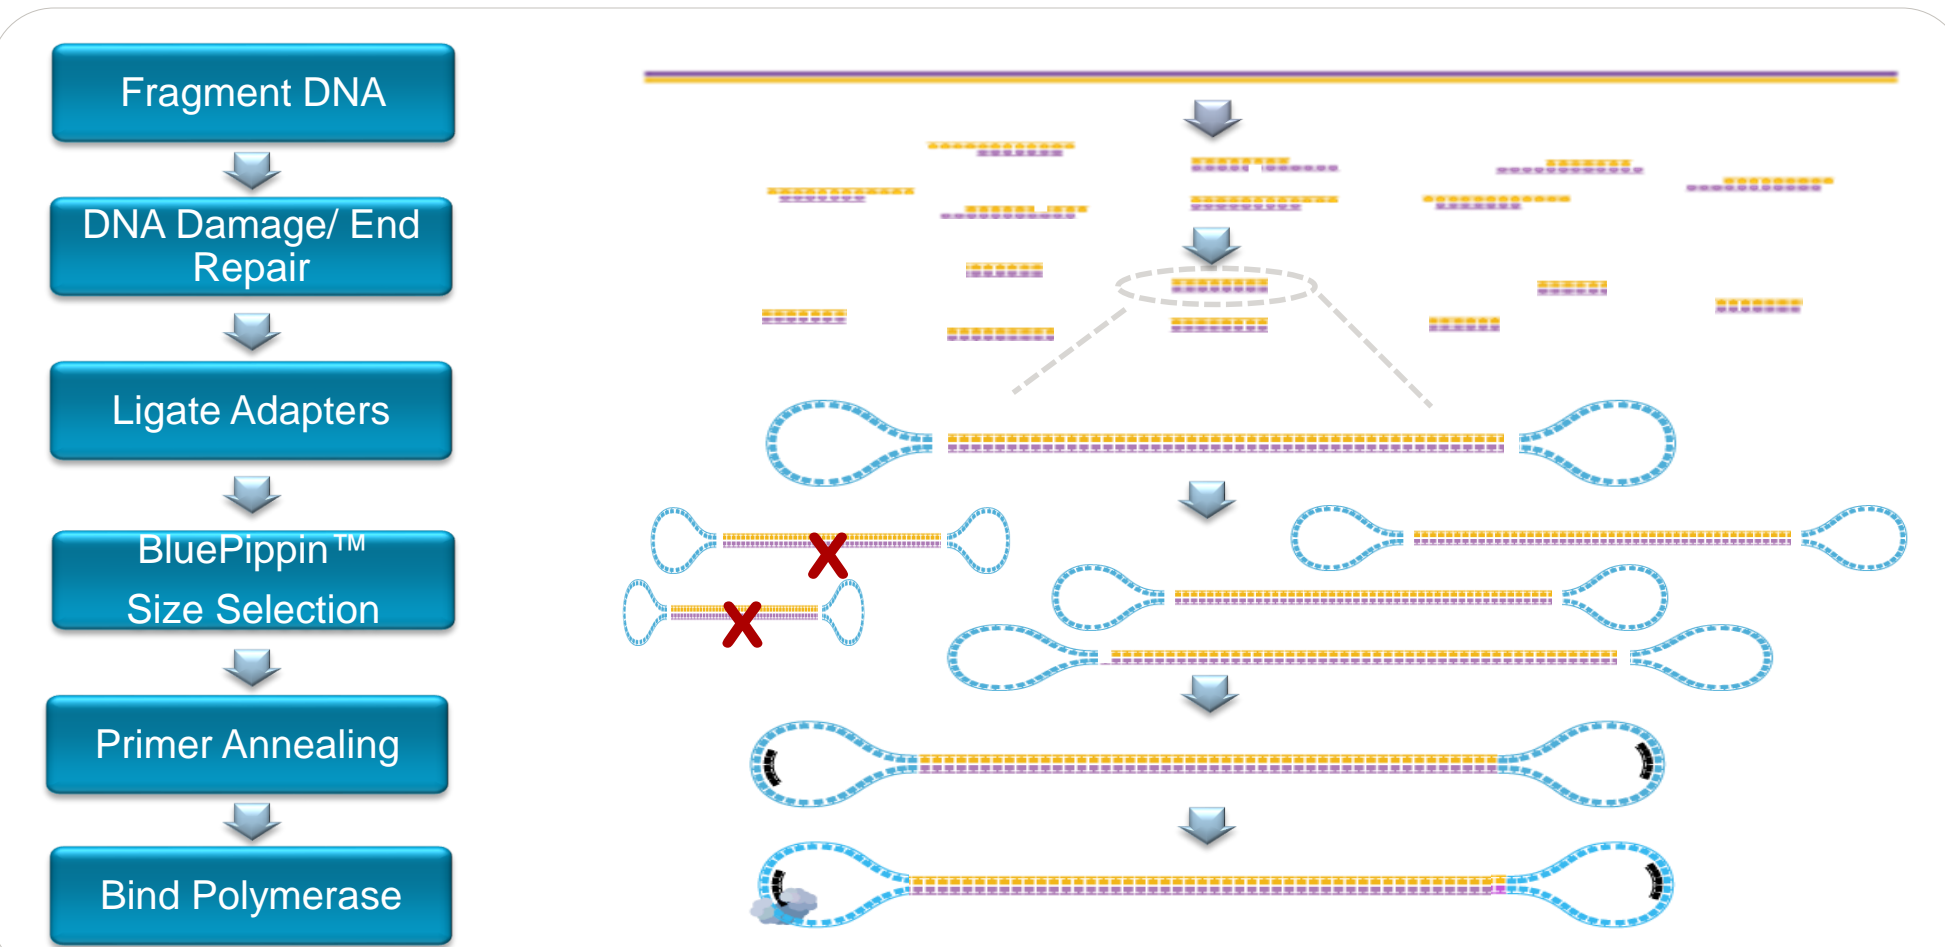 Fragment DNA
DNA Damage/ End
Repair
Ligate Adapters
BluePippin™
Size Selection
Primer Annealing
Bind Polymerase